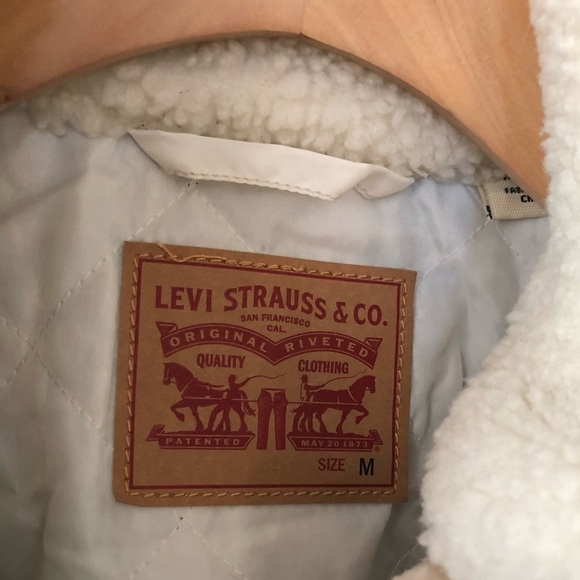 LEVI STRAUSS & CO.
SAN FRANCISCO
CAL.
ORIGINAL RIVETED
QUALITY CLOTHING
PATENTED MAY 20 1873
SIZE M